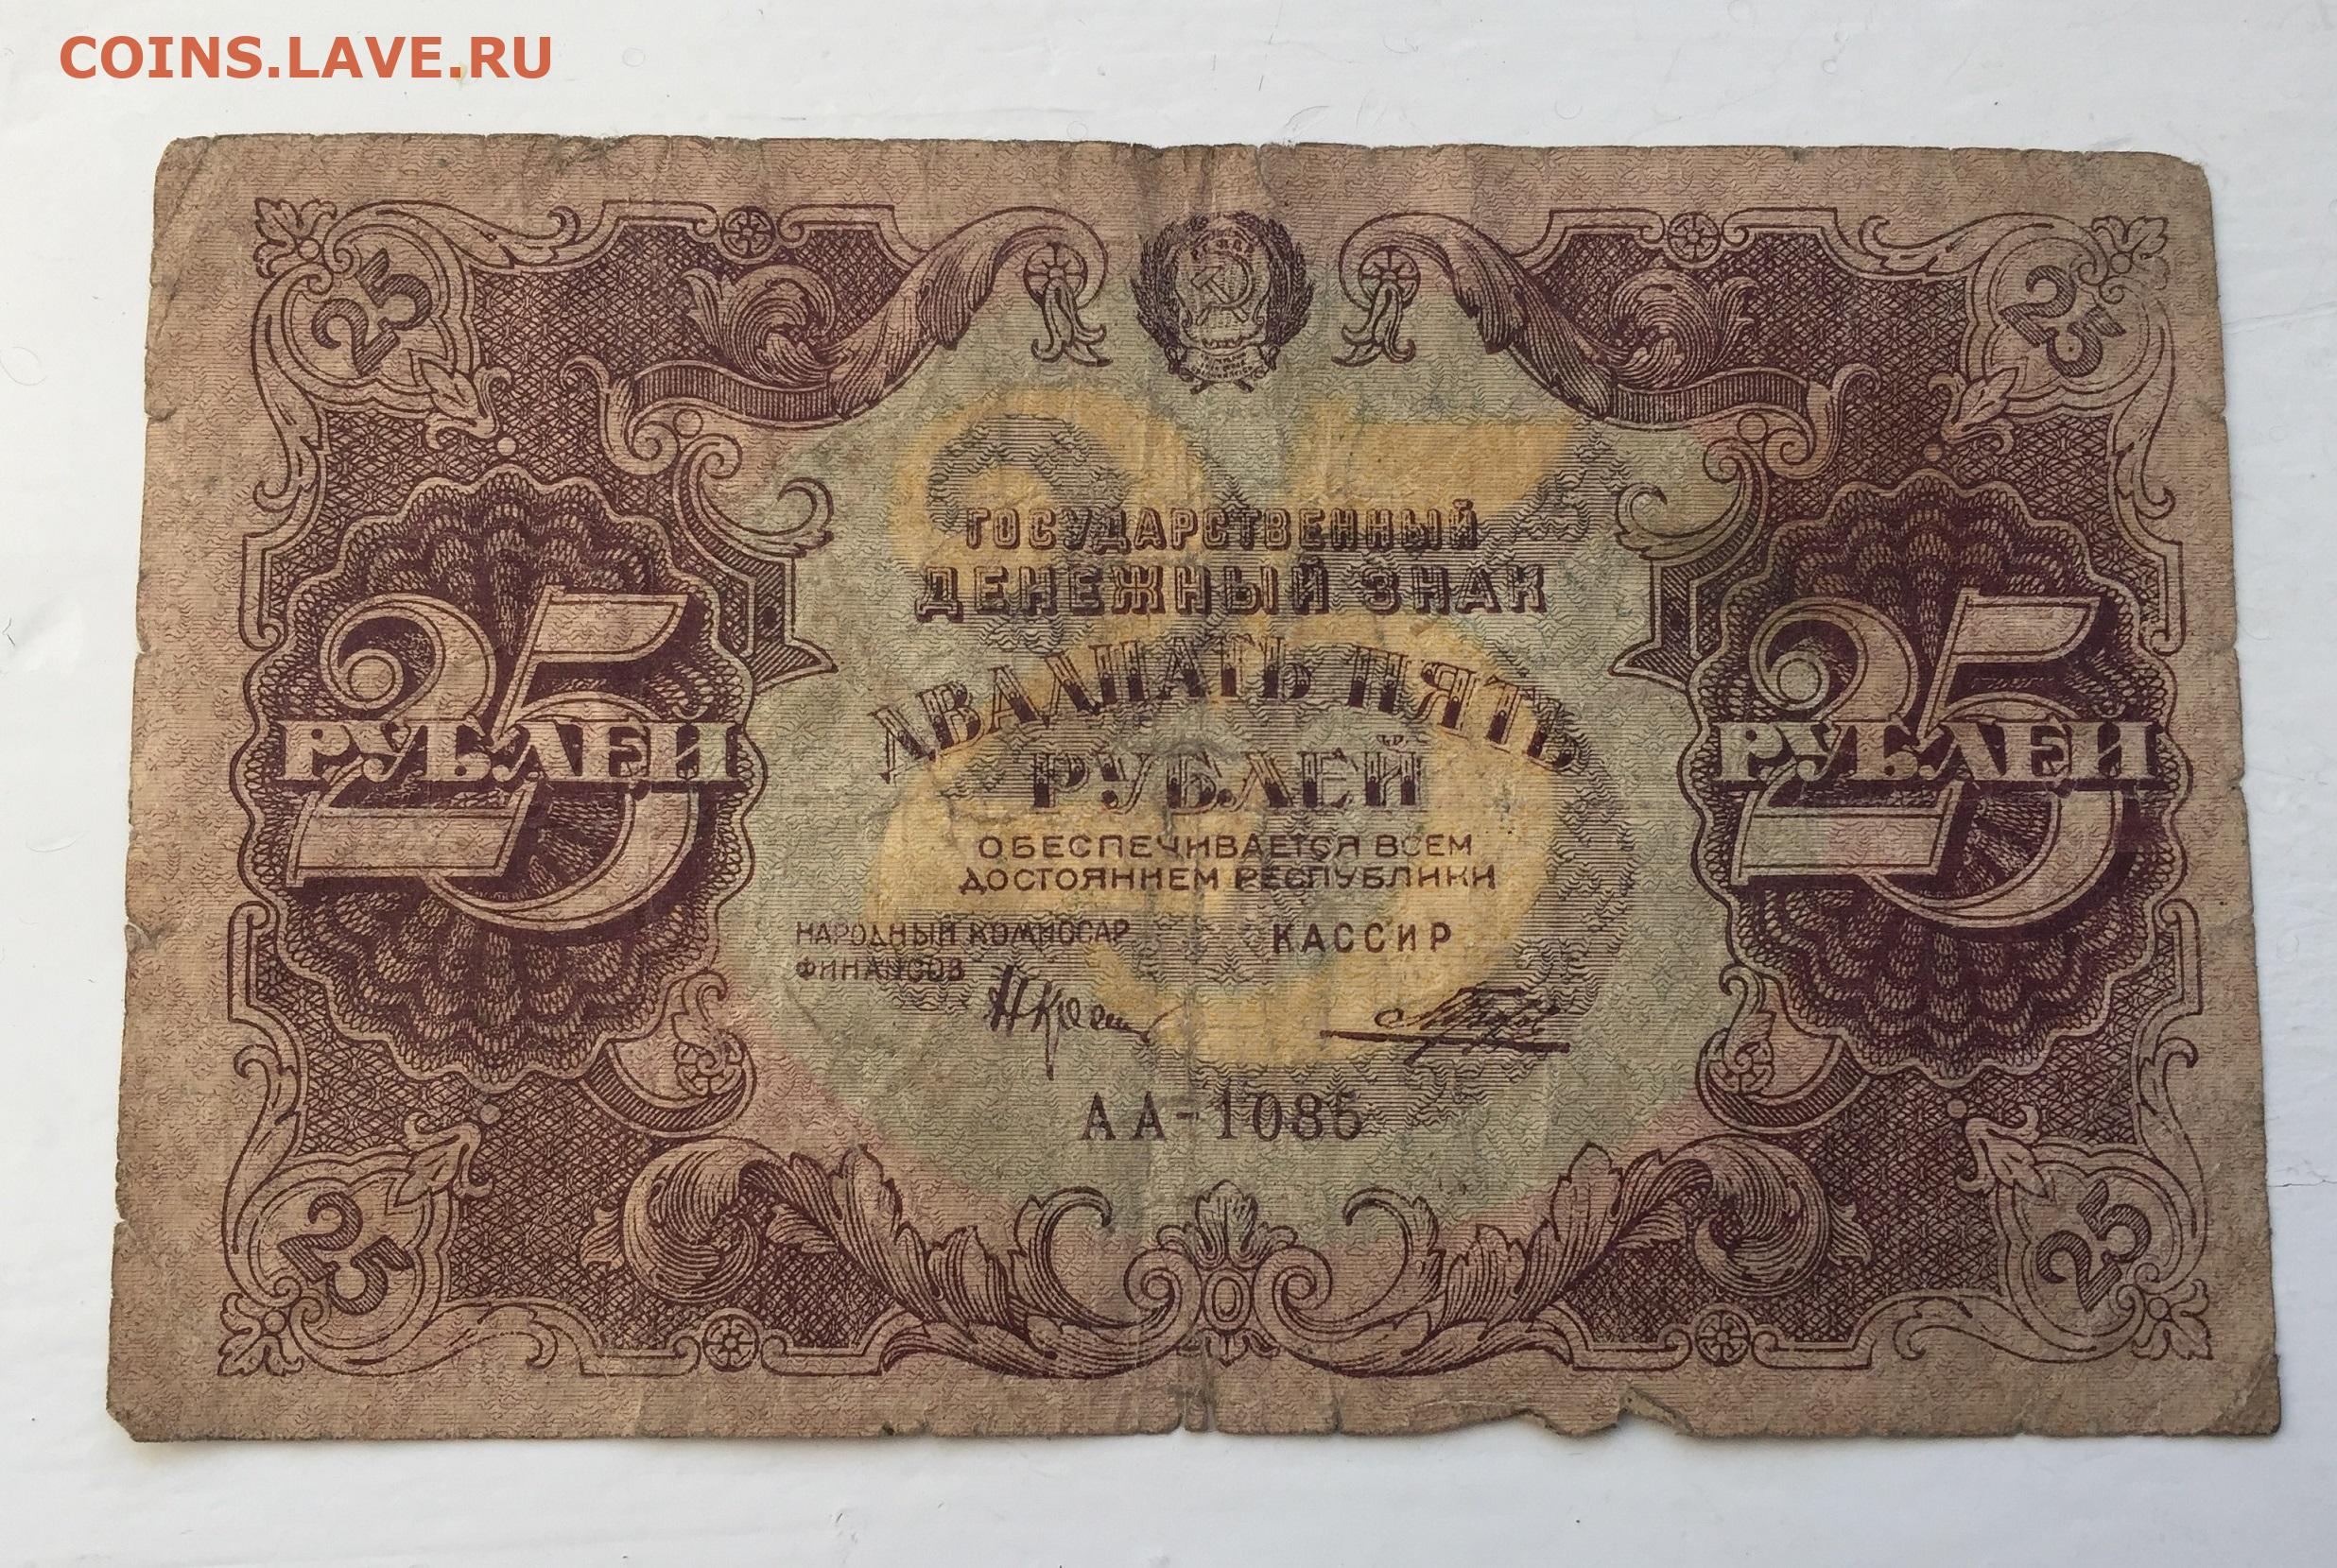 COINS.LAVE.RU
25
25
ГОСУДАРСТВЕННЫЙ
ДЕНЕЖНЫЙ ЗНАК
ДВАДЦАТЬ ПЯТЬ
РУБЛЕЙ
25
РУБЛЕЙ
25
РУБЛЕЙ
ОБЕСПЕЧИВАЕТСЯ ВСЕМ
ДОСТОЯНИЕМ РЕСПУБЛИКИ
НАРОДНЫЙ КОМИССАР
ФИНАНСОВ
КАССИР
АА-1085
25
25
25